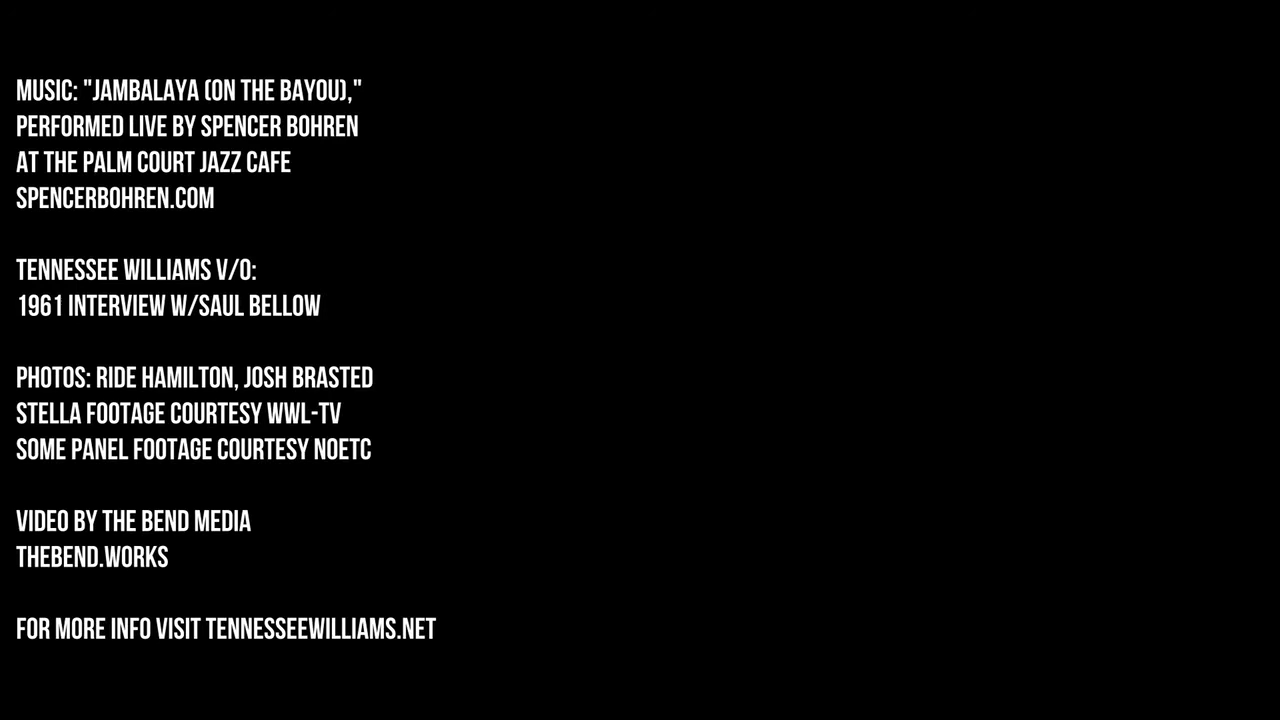 MUSIC: "JAMBALAYA (ON THE BAYOU),"
PERFORMED LIVE BY SPENCER BOHREN
AT THE PALM COURT JAZZ CAFE
SPENCERBOHREN.COM
TENNESSEE WILLIAMS V/O:
1961 INTERVIEW W/SAUL BELLOW
PHOTOS: RIDE HAMILTON, JOSH BRASTED
STELLA FOOTAGE COURTESY WWL-TV
SOME PANEL FOOTAGE COURTESY NOETC
VIDEO BY THE BEND MEDIA
THEBEND.WORKS
FOR MORE INFO VISIT TENNESSEEWILLIAMS.NET